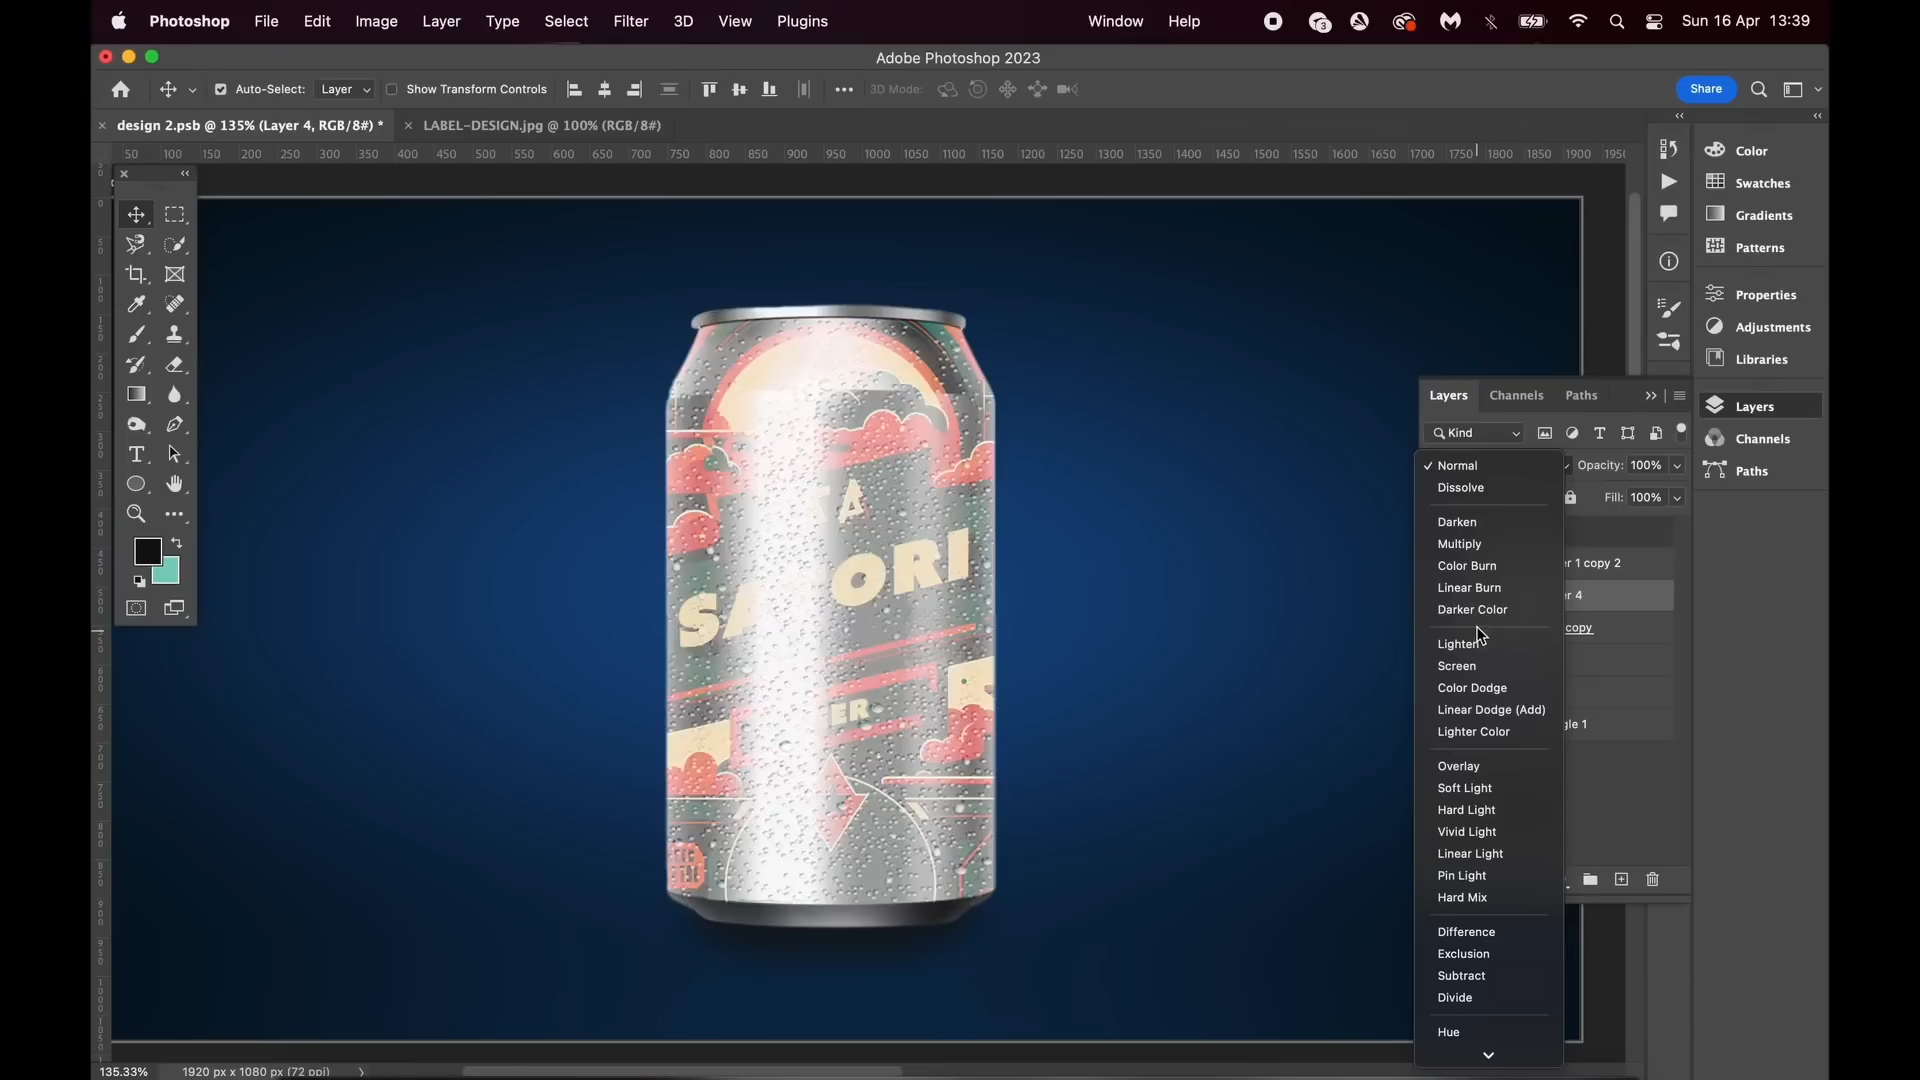 Photoshop File Edit Image Layer Type Select Filter 3D View Plugins Window Help 3 Sun 16 Apr 13:39
Adobe Photoshop 2023
Auto-Select: Layer Show Transform Controls 3D Mode: Share
design 2.psb @ 135% (Layer 4, RGB/8#) * LABEL-DESIGN.jpg @ 100% (RGB/8#)
50 100 150 200 250 300 350 400 450 500 550 600 650 700 750 800 850 900 950 1000 1050 1100 1150 1200 1250 1300 1350 1400 1450 1500 1550 1600 1650 1700 1750 1800 1850 1900 195
Color
Swatches
Gradients
Patterns
Properties
Adjustments
Libraries
Layers
Channels
Paths
Layers Channels Paths
Kind
Opacity: 100%
Fill: 100%
er 1 copy 2
er 4
copy
gle 1
Normal
Dissolve
Darken
Multiply
Color Burn
Linear Burn
Darker Color
Lighten
Screen
Color Dodge
Linear Dodge (Add)
Lighter Color
Overlay
Soft Light
Hard Light
Vivid Light
Linear Light
Pin Light
Hard Mix
Difference
Exclusion
Subtract
Divide
Hue
SA ORI
ER
135.33% 1920 px x 1080 px (72 ppi)